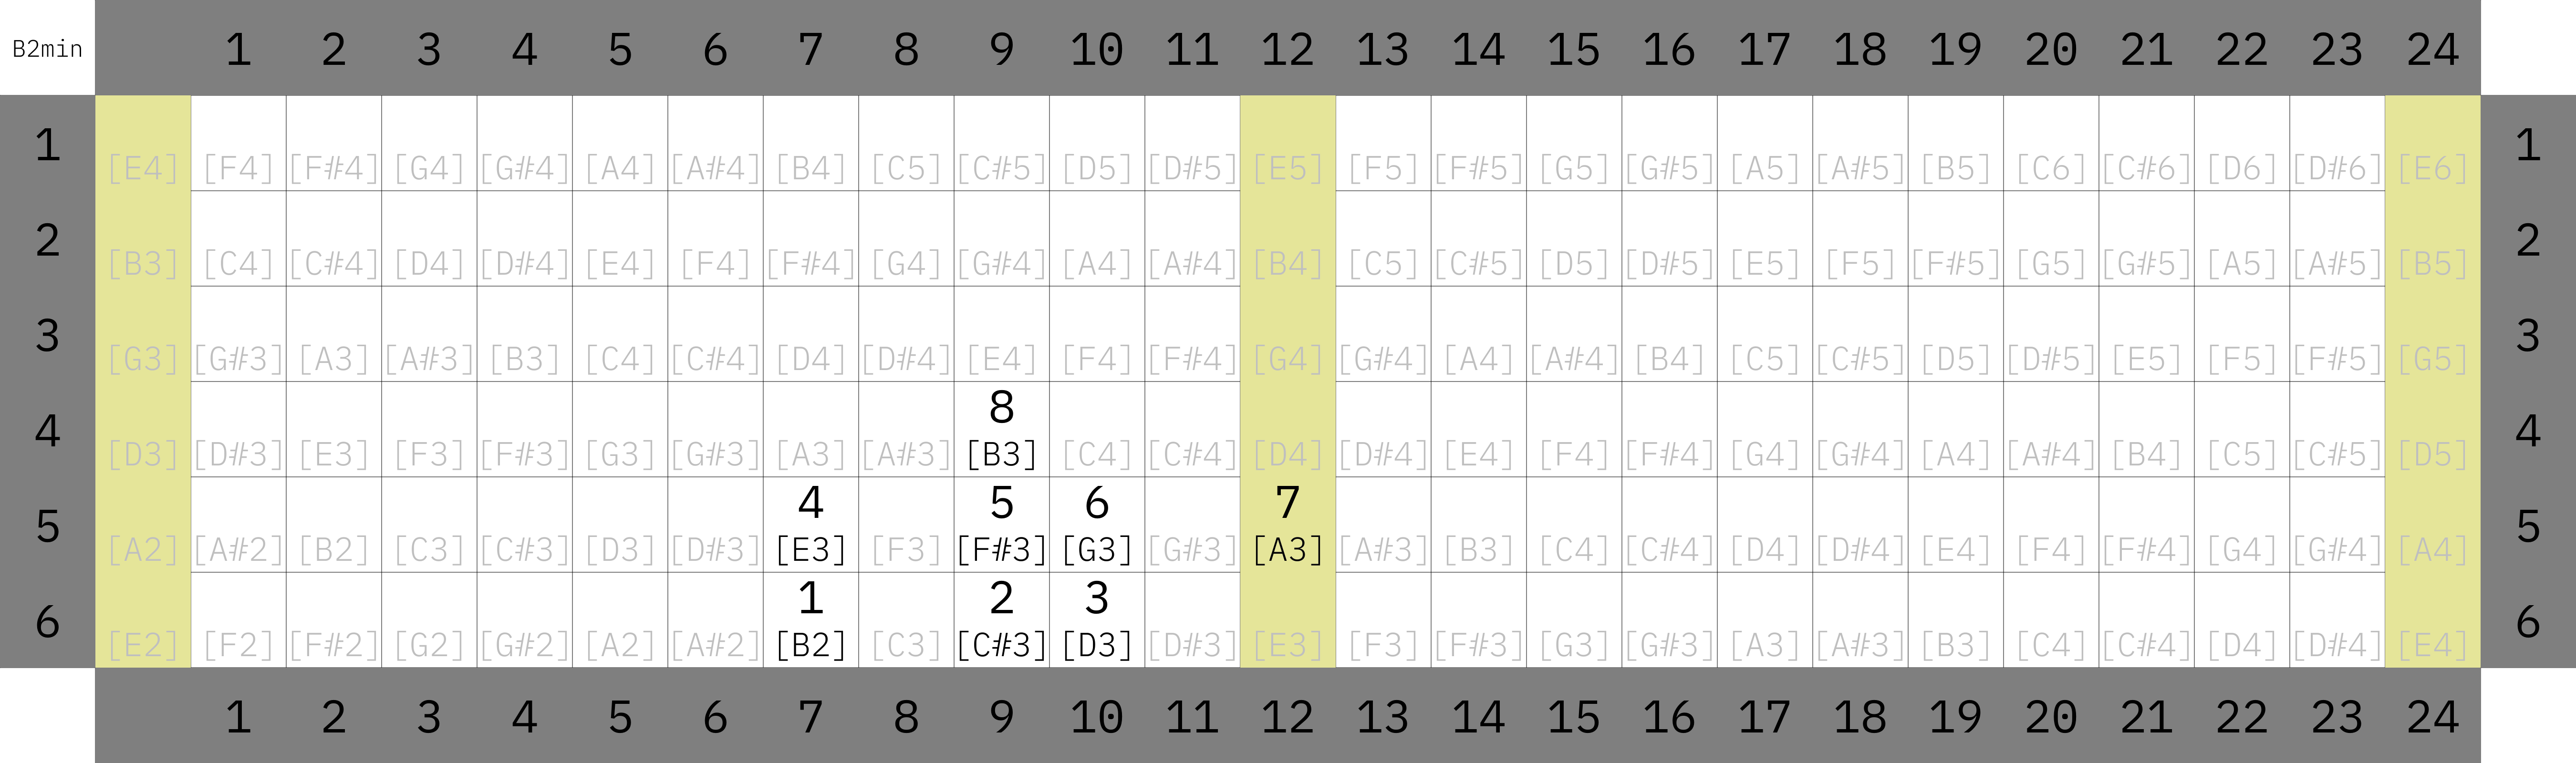 B2min 1 2 3 4 5 6 7 8 9 10 11 12 13 14 15 16 17 18 19 20 21 22 23 24
1 [E4] [F4] [F#4] [G4] [G#4] [A4] [A#4] [B4] [C5] [C#5] [D5] [D#5] [E5] [F5] [F#5] [G5] [G#5] [A5] [A#5] [B5] [C6] [C#6] [D6] [D#6] [E6] 1
2 [B3] [C4] [C#4] [D4] [D#4] [E4] [F4] [F#4] [G4] [G#4] [A4] [A#4] [B4] [C5] [C#5] [D5] [D#5] [E5] [F5] [F#5] [G5] [G#5] [A5] [A#5] [B5] 2
3 [G3] [G#3] [A3] [A#3] [B3] [C4] [C#4] [D4] [D#4] [E4] [F4] [F#4] [G4] [G#4] [A4] [A#4] [B4] [C5] [C#5] [D5] [D#5] [E5] [F5] [F#5] [G5] 3
8
4 [D3] [D#3] [E3] [F3] [F#3] [G3] [G#3] [A3] [A#3] [B3] [C4] [C#4] [D4] [D#4] [E4] [F4] [F#4] [G4] [G#4] [A4] [A#4] [B4] [C5] [C#5] [D5] 4
4 5 6 7
5 [A2] [A#2] [B2] [C3] [C#3] [D3] [D#3] [E3] [F3] [F#3] [G3] [G#3] [A3] [A#3] [B3] [C4] [C#4] [D4] [D#4] [E4] [F4] [F#4] [G4] [G#4] [A4] 5
1 2 3
6 [E2] [F2] [F#2] [G2] [G#2] [A2] [A#2] [B2] [C3] [C#3] [D3] [D#3] [E3] [F3] [F#3] [G3] [G#3] [A3] [A#3] [B3] [C4] [C#4] [D4] [D#4] [E4] 6
1 2 3 4 5 6 7 8 9 10 11 12 13 14 15 16 17 18 19 20 21 22 23 24